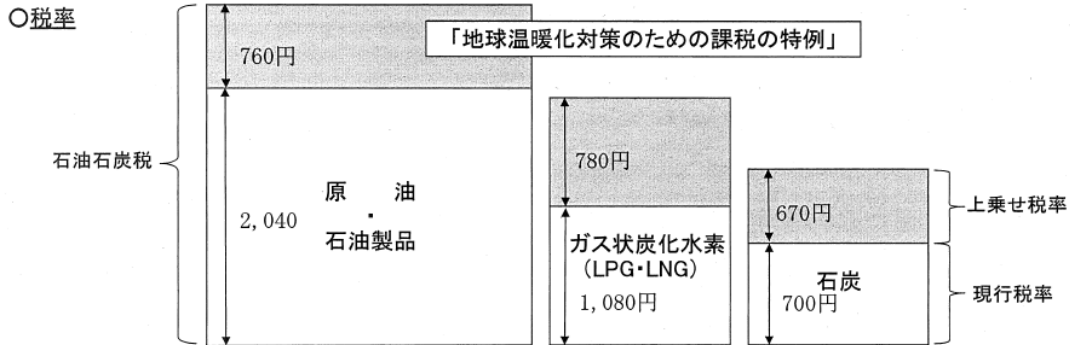 ○税率
「地球温暖化対策のための課税の特例」
760円
780円
石油石炭税
原　油
・
石油製品
2,040
670円
上乗せ税率
ガス状炭化水素
(LPG・LNG)
1,080円
石炭
700円
現行税率